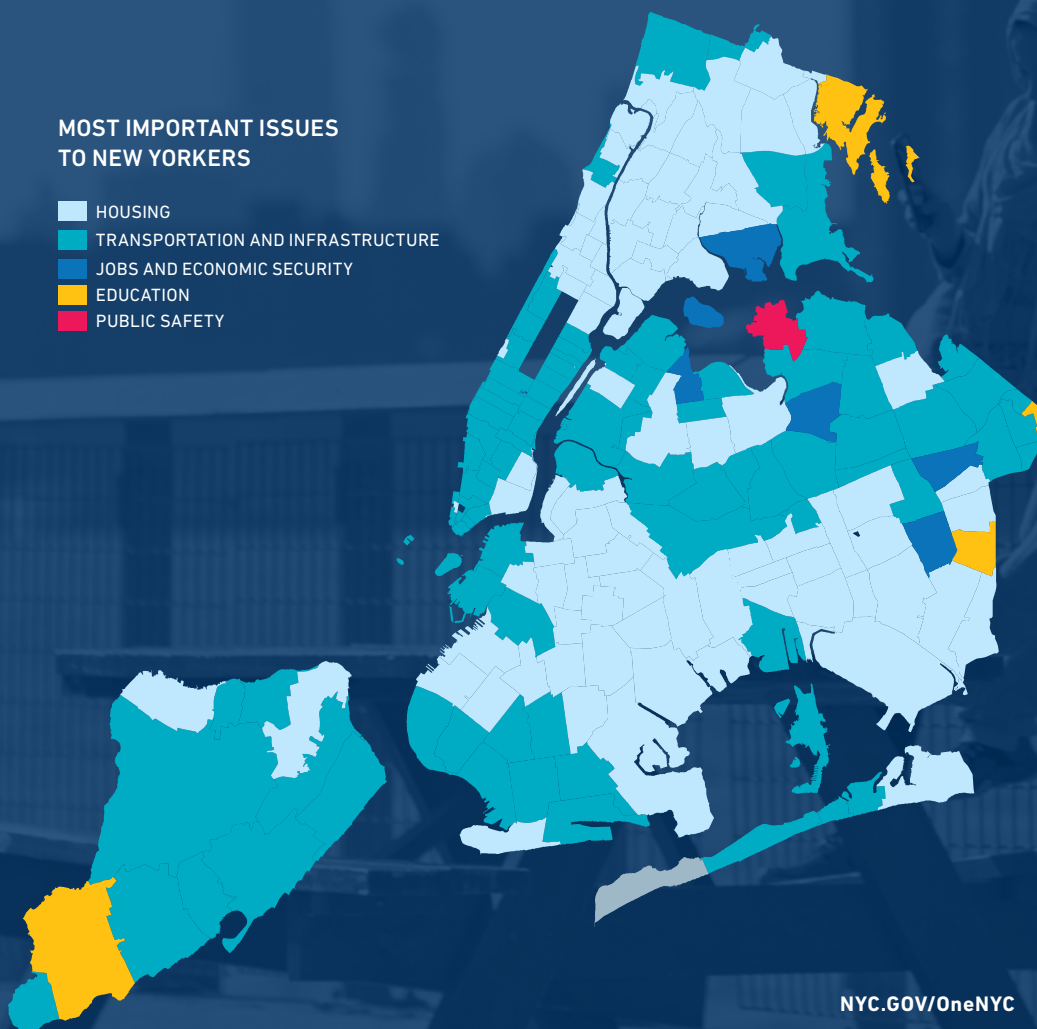 MOST IMPORTANT ISSUES
TO NEW YORKERS
HOUSING
TRANSPORTATION AND INFRASTRUCTURE
JOBS AND ECONOMIC SECURITY
EDUCATION
PUBLIC SAFETY
NYC.GOV/OneNYC